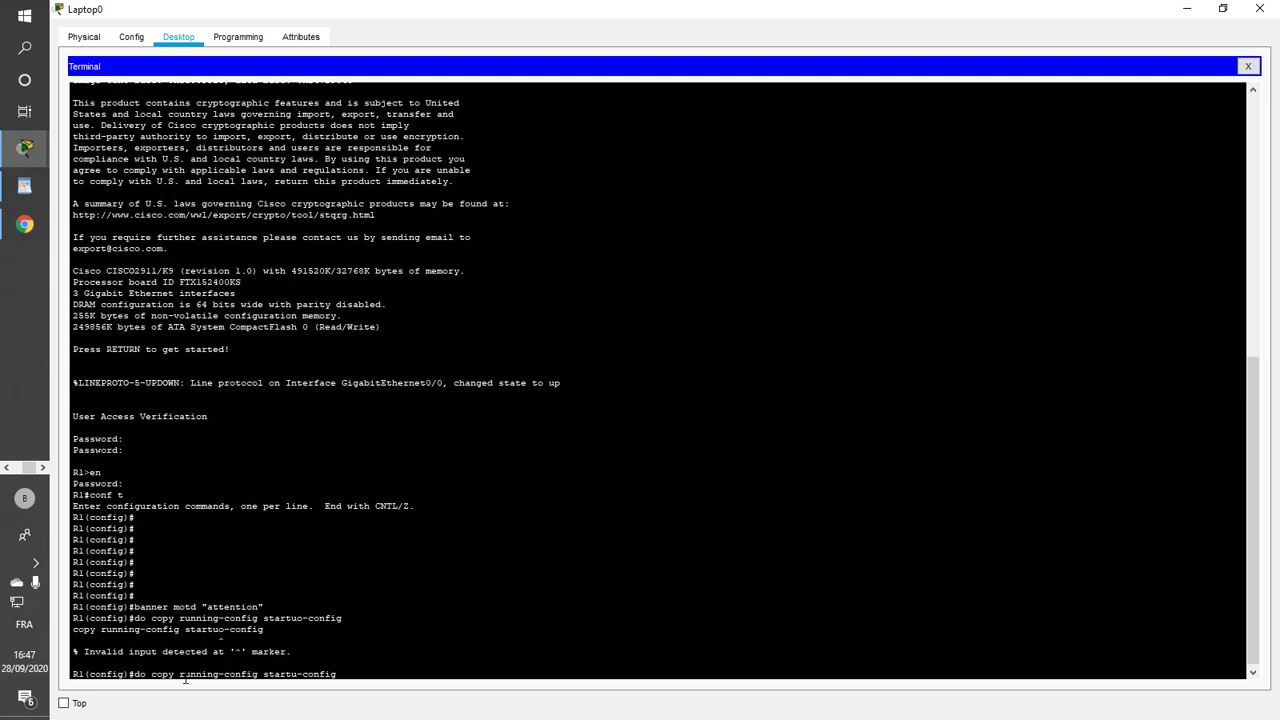 Laptop0
Physical Config Desktop Programming Attributes
Terminal X
This product contains cryptographic features and is subject to United
States and local country laws governing import, export, transfer and
use. Delivery of Cisco cryptographic products does not imply
third-party authority to import, export, distribute or use encryption.
Importers, exporters, distributors and users are responsible for
compliance with U.S. and local country laws. By using this product you
agree to comply with applicable laws and regulations. If you are unable
to comply with U.S. and local laws, return this product immediately.
A summary of U.S. laws governing Cisco cryptographic products may be found at:
http://www.cisco.com/wwl/export/crypto/tool/stqrg.html
If you require further assistance please contact us by sending email to
export@cisco.com.
Cisco CISCO2911/K9 (revision 1.0) with 491520K/32768K bytes of memory.
Processor board ID FTX152400KS
3 Gigabit Ethernet interfaces
DRAM configuration is 64 bits wide with parity disabled.
255K bytes of non-volatile configuration memory.
249856K bytes of ATA System CompactFlash 0 (Read/Write)
Press RETURN to get started!
%LINEPROTO-5-UPDOWN: Line protocol on Interface GigabitEthernet0/0, changed state to up
User Access Verification
Password:
Password:
R1>en
Password:
R1#conf t
Enter configuration commands, one per line. End with CNTL/Z.
R1(config)#
R1(config)#
R1(config)#
R1(config)#
R1(config)#
R1(config)#
R1(config)#
R1(config)#
R1(config)#banner motd "attention"
R1(config)#do copy running-config startuo-config
copy running-config startuo-config
^
% Invalid input detected at '^' marker.
R1(config)#do copy running-config startu-config
Top
B
FRA
16:47
28/09/2020
6